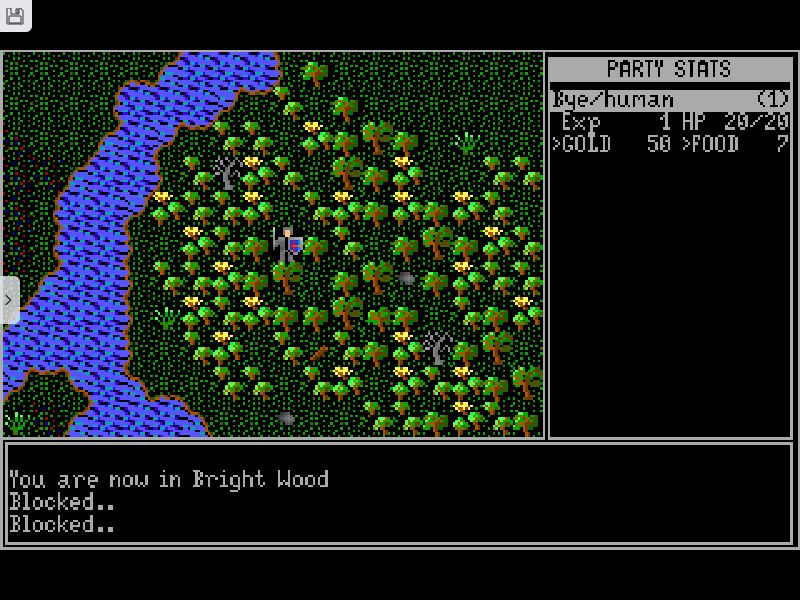 PARTY STATS
Bye/human (1)
Exp 1 HP 20/20
>GOLD 50 >FOOD 7
You are now in Bright Wood
Blocked..
Blocked..